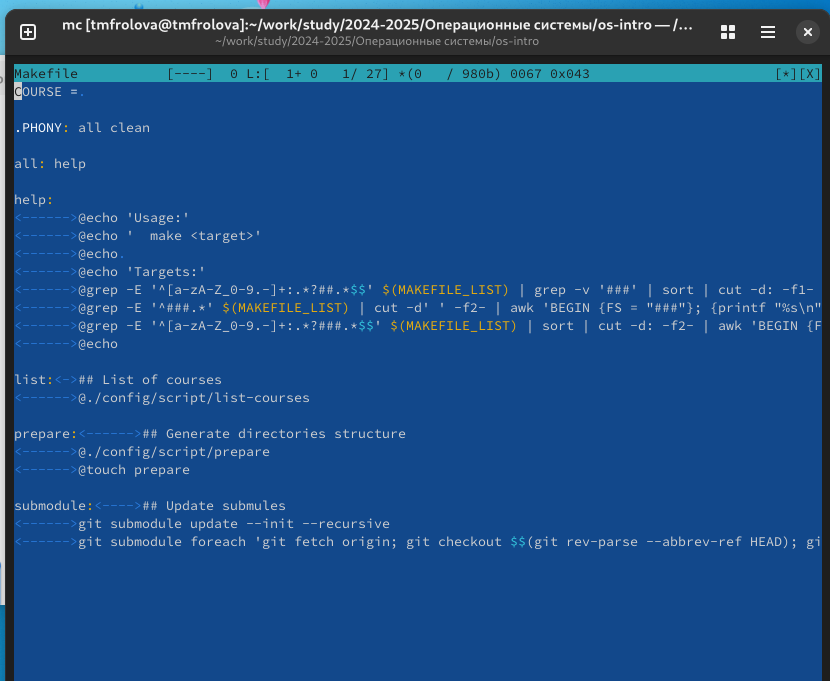 mc [tmfrolova@tmfrolova]:~/work/study/2024-2025/Операционные системы/os-intro — /...
~/work/study/2024-2025/Операционные системы/os-intro
Makefile [----] 0 L:[ 1+ 0 1/ 27] *(0 / 980b) 0067 0x043 [*][X]
COURSE =.
.PHONY: all clean
all: help
help:
<------>@echo 'Usage:'
<------>@echo '  make <target>'
<------>@echo.
<------>@echo 'Targets:'
<------>@grep -E '^[a-zA-Z_0-9.-]+:.*?##.*$$' $(MAKEFILE_LIST) | grep -v '###' | sort | cut -d: -f1-
<------>@grep -E '^###.*' $(MAKEFILE_LIST) | cut -d' ' -f2- | awk 'BEGIN {FS = "###"}; {printf "%s\n"
<------>@grep -E '^[a-zA-Z_0-9.-]+:.*?###.*$$' $(MAKEFILE_LIST) | sort | cut -d: -f2- | awk 'BEGIN {F
<------>@echo
list:<->## List of courses
<------>@./config/script/list-courses
prepare:<------>## Generate directories structure
<------>@./config/script/prepare
<------>@touch prepare
submodule:<---->## Update submules
<------>git submodule update --init --recursive
<------>git submodule foreach 'git fetch origin; git checkout $$(git rev-parse --abbrev-ref HEAD); gi